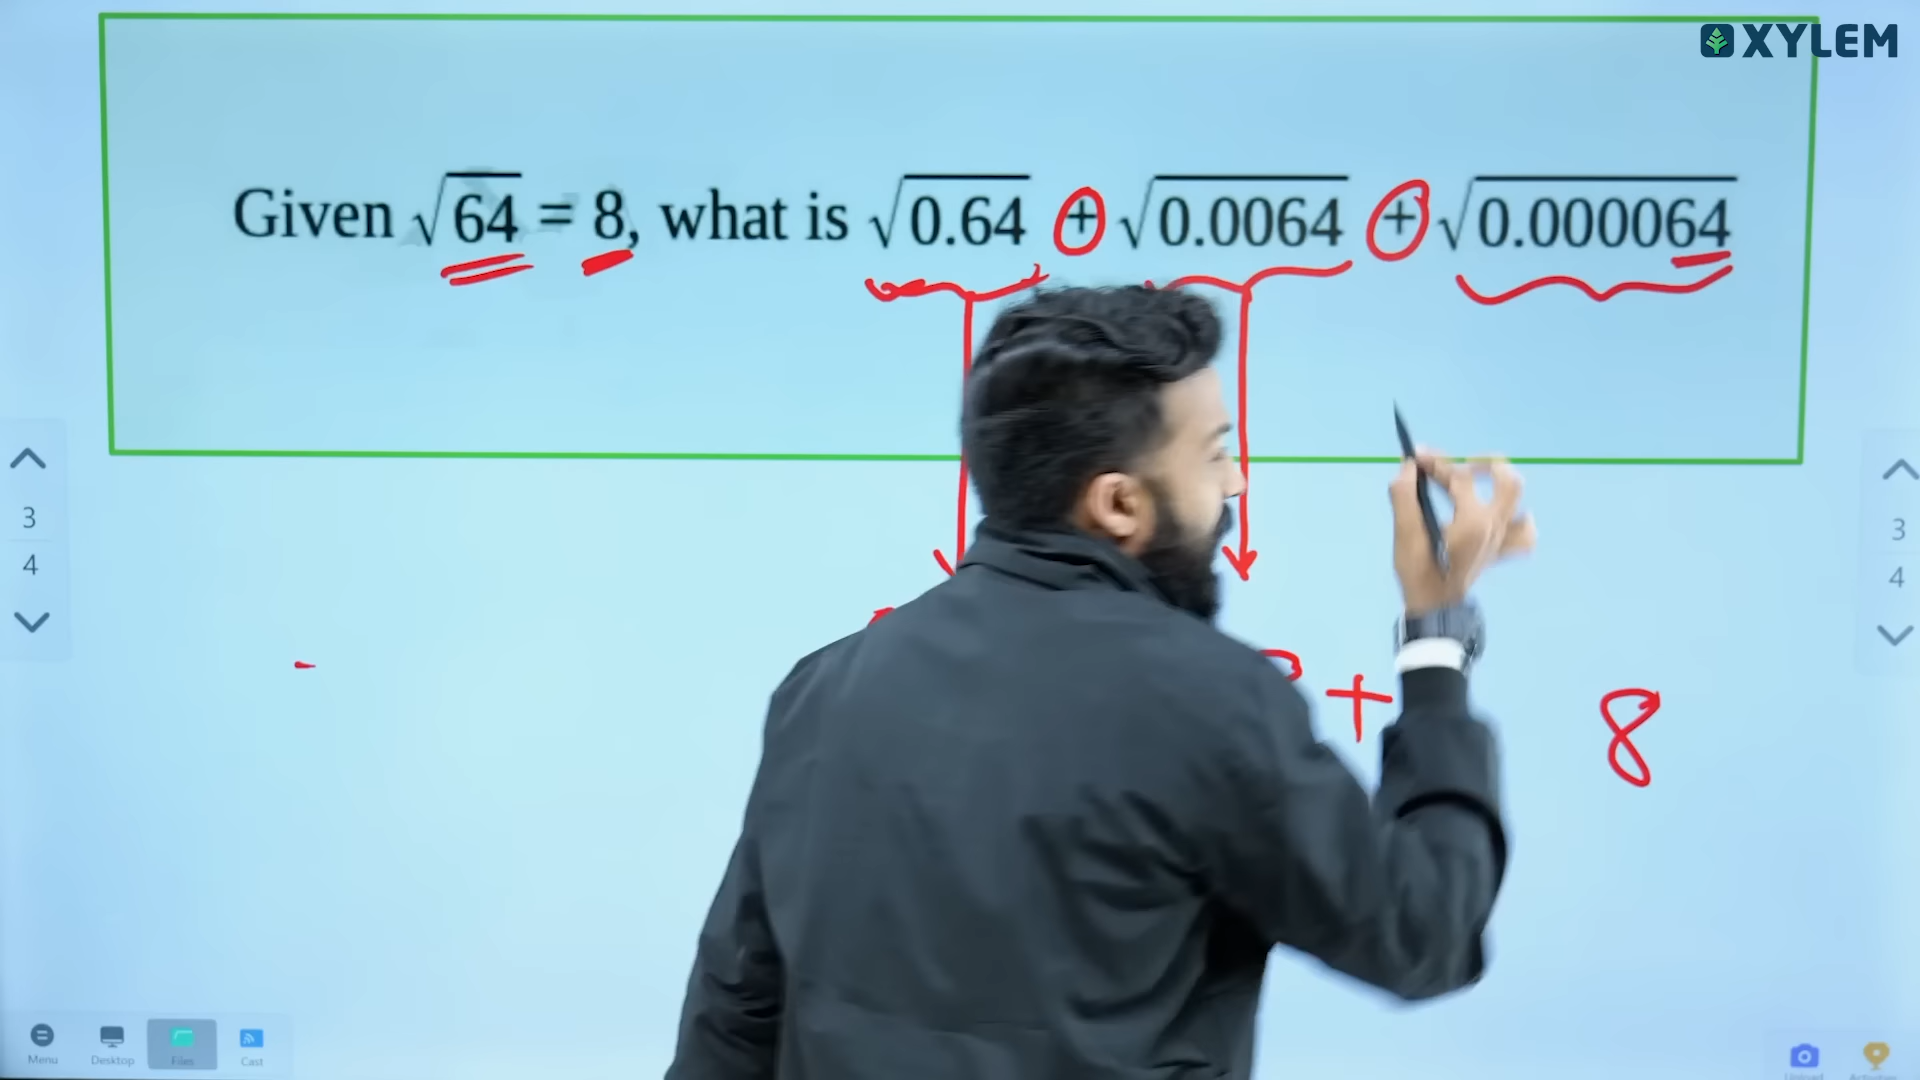 XYLEM
Given √64 = 8, what is √0.64 + √0.0064 + √0.000064
3
4
3
4
+ 8
Menu
Desktop
Files
Cast
Upload